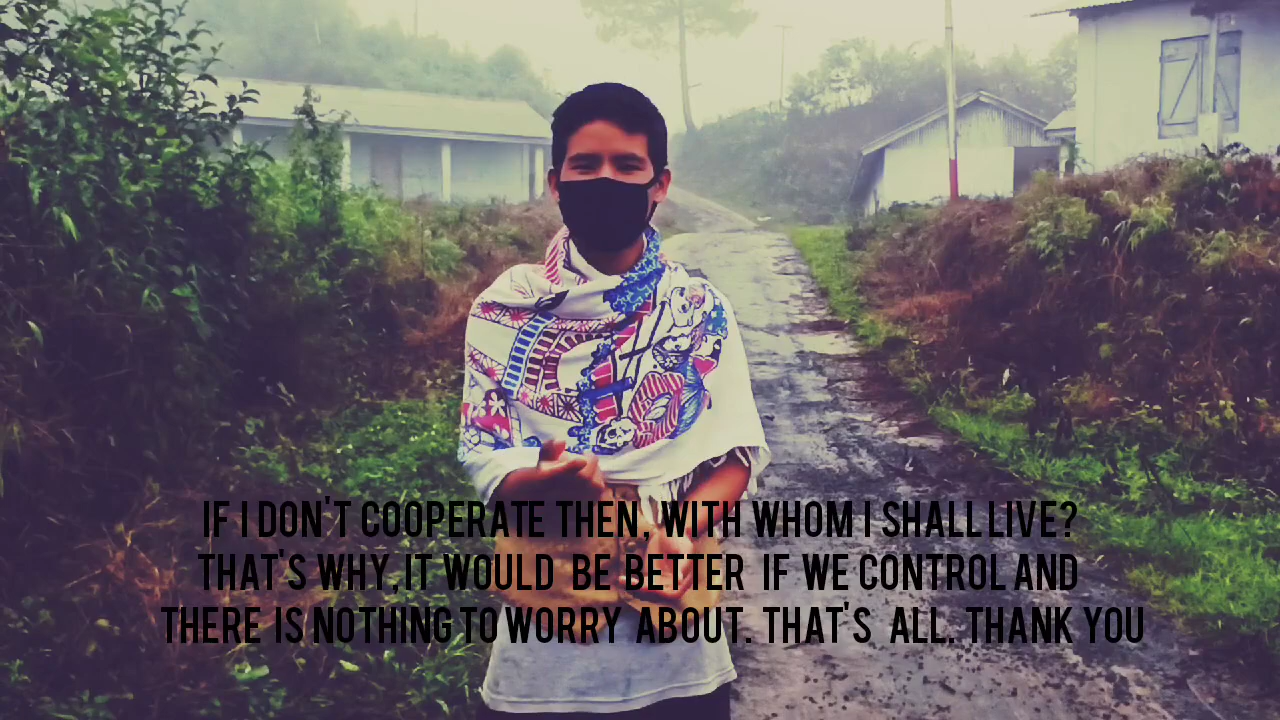 IF I DON'T COOPERATE THEN, WITH WHOM I SHALL LIVE?
THAT'S WHY, IT WOULD BE BETTER IF WE CONTROL AND
THERE IS NOTHING TO WORRY ABOUT. THAT'S ALL. THANK YOU